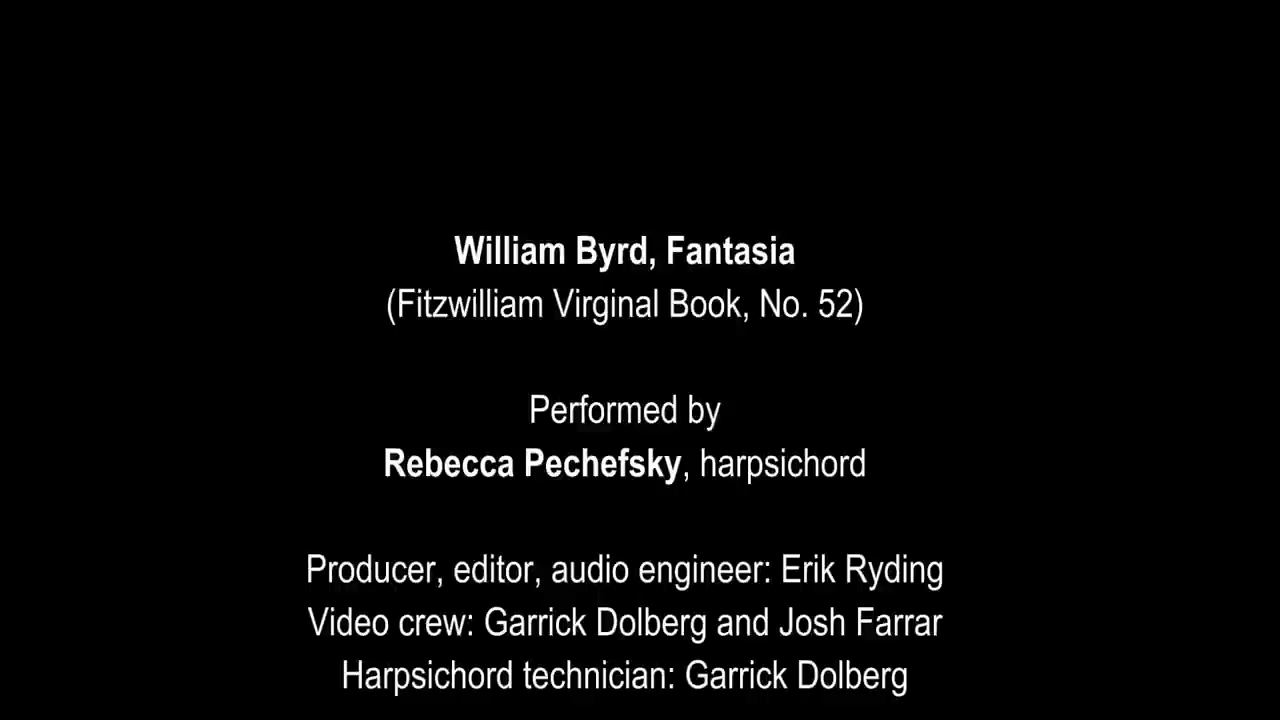 William Byrd, Fantasia
(Fitzwilliam Virginal Book, No. 52)
Performed by
Rebecca Pechefsky, harpsichord
Producer, editor, audio engineer: Erik Ryding
Video crew: Garrick Dolberg and Josh Farrar
Harpsichord technician: Garrick Dolberg